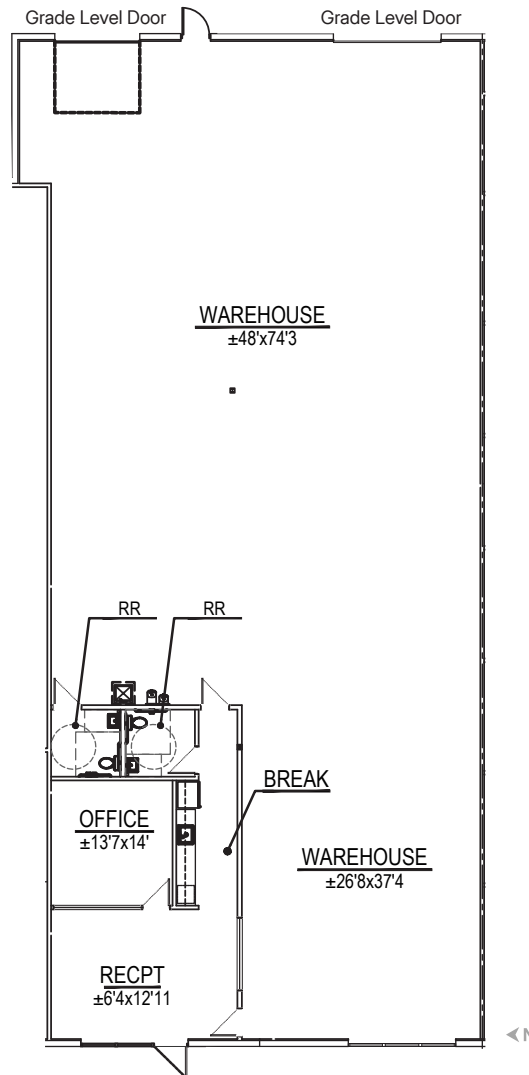 Grade Level Door
Grade Level Door
WAREHOUSE
±48'x74'3
RR
RR
BREAK
OFFICE
±13'7x14'
WAREHOUSE
±26'8x37'4
RECPT
±6'4x12'11
N